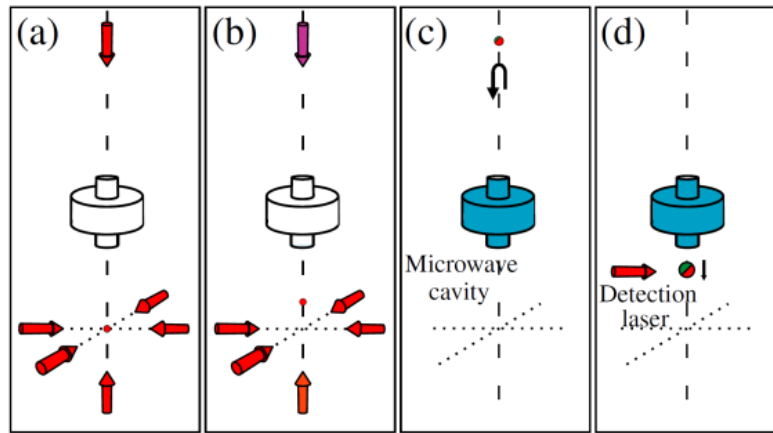 (a)
(b)
(c)
(d)
Microwave
cavity
Detection
laser